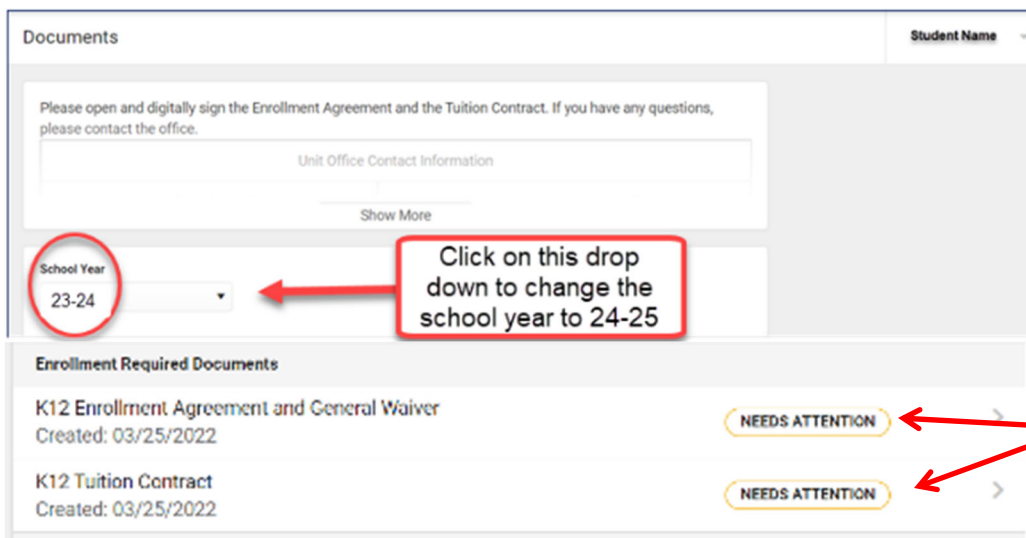 Documents
Student Name
Please open and digitally sign the Enrollment Agreement and the Tuition Contract. If you have any questions,
please contact the office.
Unit Office Contact Information
Show More
School Year
23-24
Click on this drop
down to change the
school year to 24-25
Enrollment Required Documents
K12 Enrollment Agreement and General Waiver
NEEDS ATTENTION
Created: 03/25/2022
K12 Tuition Contract
NEEDS ATTENTION
Created: 03/25/2022